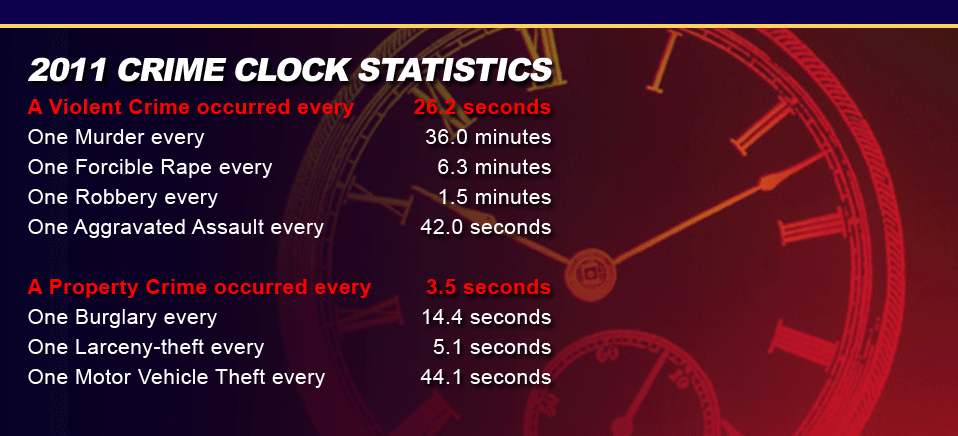 2011 CRIME CLOCK STATISTICS
A Violent Crime occurred every 26.2 seconds
One Murder every 36.0 minutes
One Forcible Rape every 6.3 minutes
One Robbery every 1.5 minutes
One Aggravated Assault every 42.0 seconds
A Property Crime occurred every 3.5 seconds
One Burglary every 14.4 seconds
One Larceny-theft every 5.1 seconds
One Motor Vehicle Theft every 44.1 seconds
60
10